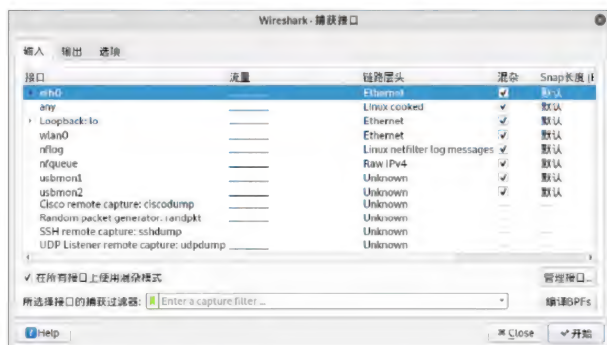 Wireshark · 捕获接口
输入 输出 选项
接口 流量 链路层头 混杂 Snap长度 (
eth0 Ethernet 默认
any Linux cooked 默认
Loopback: lo Ethernet 默认
wlan0 Ethernet 默认
nflog Linux netfilter log messages 默认
nfqueue Raw IPv4 默认
usbmon1 Unknown 默认
usbmon2 Unknown 默认
Cisco remote capture: ciscodump Unknown
Random packet generator: randpkt Unknown
SSH remote capture: sshdump Unknown
UDP Listener remote capture: udpdump Unknown
在所有接口上使用混杂模式 管理接口...
所选择接口的捕获过滤器: Enter a capture filter ... 编译BPFs
Help Close 开始